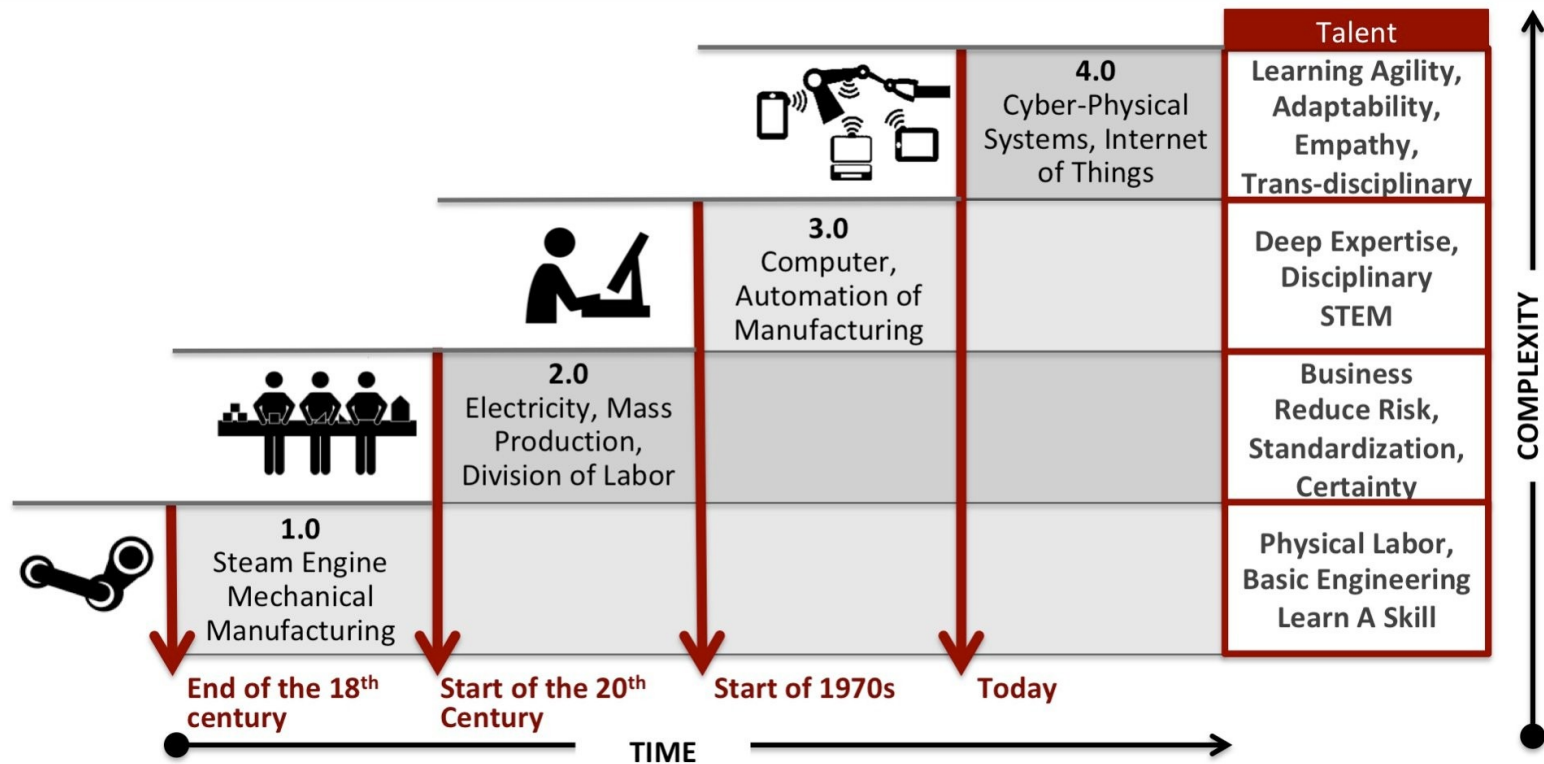 Talent
4.0
Cyber-Physical
Systems, Internet
of Things
Learning Agility,
Adaptability,
Empathy,
Trans-disciplinary
3.0
Computer,
Automation of
Manufacturing
Deep Expertise,
Disciplinary
STEM
2.0
Electricity, Mass
Production,
Division of Labor
Business
Reduce Risk,
Standardization,
Certainty
1.0
Steam Engine
Mechanical
Manufacturing
Physical Labor,
Basic Engineering
Learn A Skill
End of the 18th
century
Start of the 20th
Century
Start of 1970s
Today
TIME
COMPLEXITY